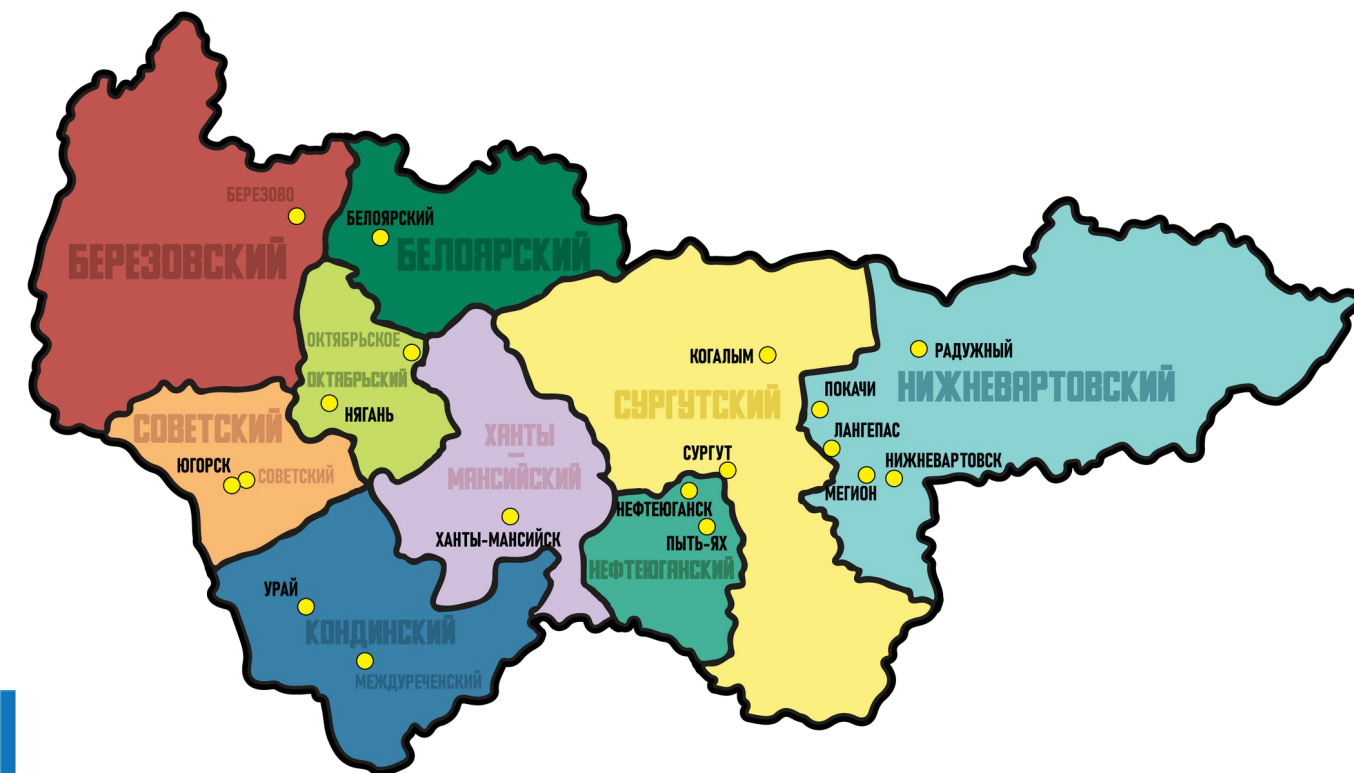 БЕРЕЗОВО
БЕРЕЗОВСКИЙ
БЕЛОЯРСКИЙ
БЕЛОЯРСКИЙ
ОКТЯБРЬСКОЕ
ОКТЯБРЬСКИЙ
НЯГАНЬ
СОВЕТСКИЙ
ЮГОРСК
СОВЕТСКИЙ
ХАНТЫ
–
МАНСИЙСКИЙ
ХАНТЫ-МАНСИЙСК
УРАЙ
КОНДИНСКИЙ
МЕЖДУРЕЧЕНСКИЙ
КОГАЛЫМ
СУРГУТСКИЙ
СУРГУТ
НЕФТЕЮГАНСК
ПЫТЬ-ЯХ
НЕФТЕЮГАНСКИЙ
РАДУЖНЫЙ
НИЖНЕВАРТОВСКИЙ
ПОКАЧИ
ЛАНГЕПАС
НИЖНЕВАРТОВСК
МЕГИОН